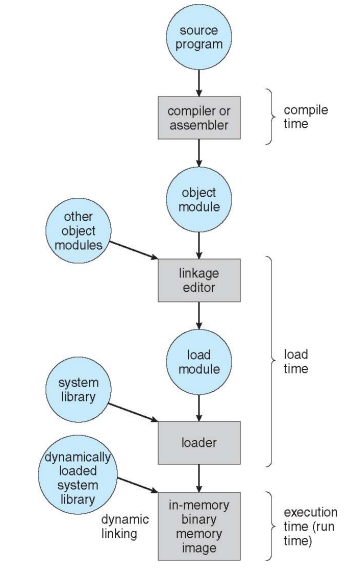 source
program
compiler or
assembler
compile
time
object
module
other
object
modules
linkage
editor
load
module
load
time
system
library
loader
dynamically
loaded
system
library
dynamic
linking
in-memory
binary
memory
image
execution
time (run
time)